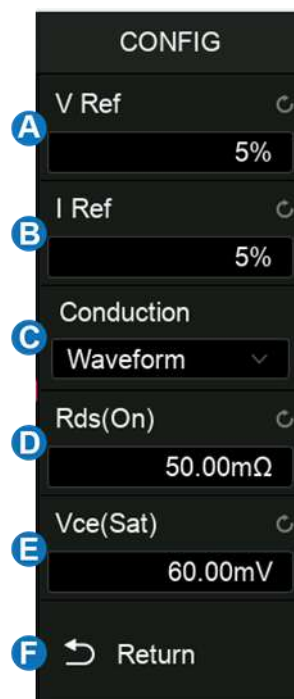 CONFIG
V Ref
A
5%
I Ref
B
5%
Conduction
C
Waveform
Rds(On)
D
50.00mΩ
Vce(Sat)
E
60.00mV
F
Return